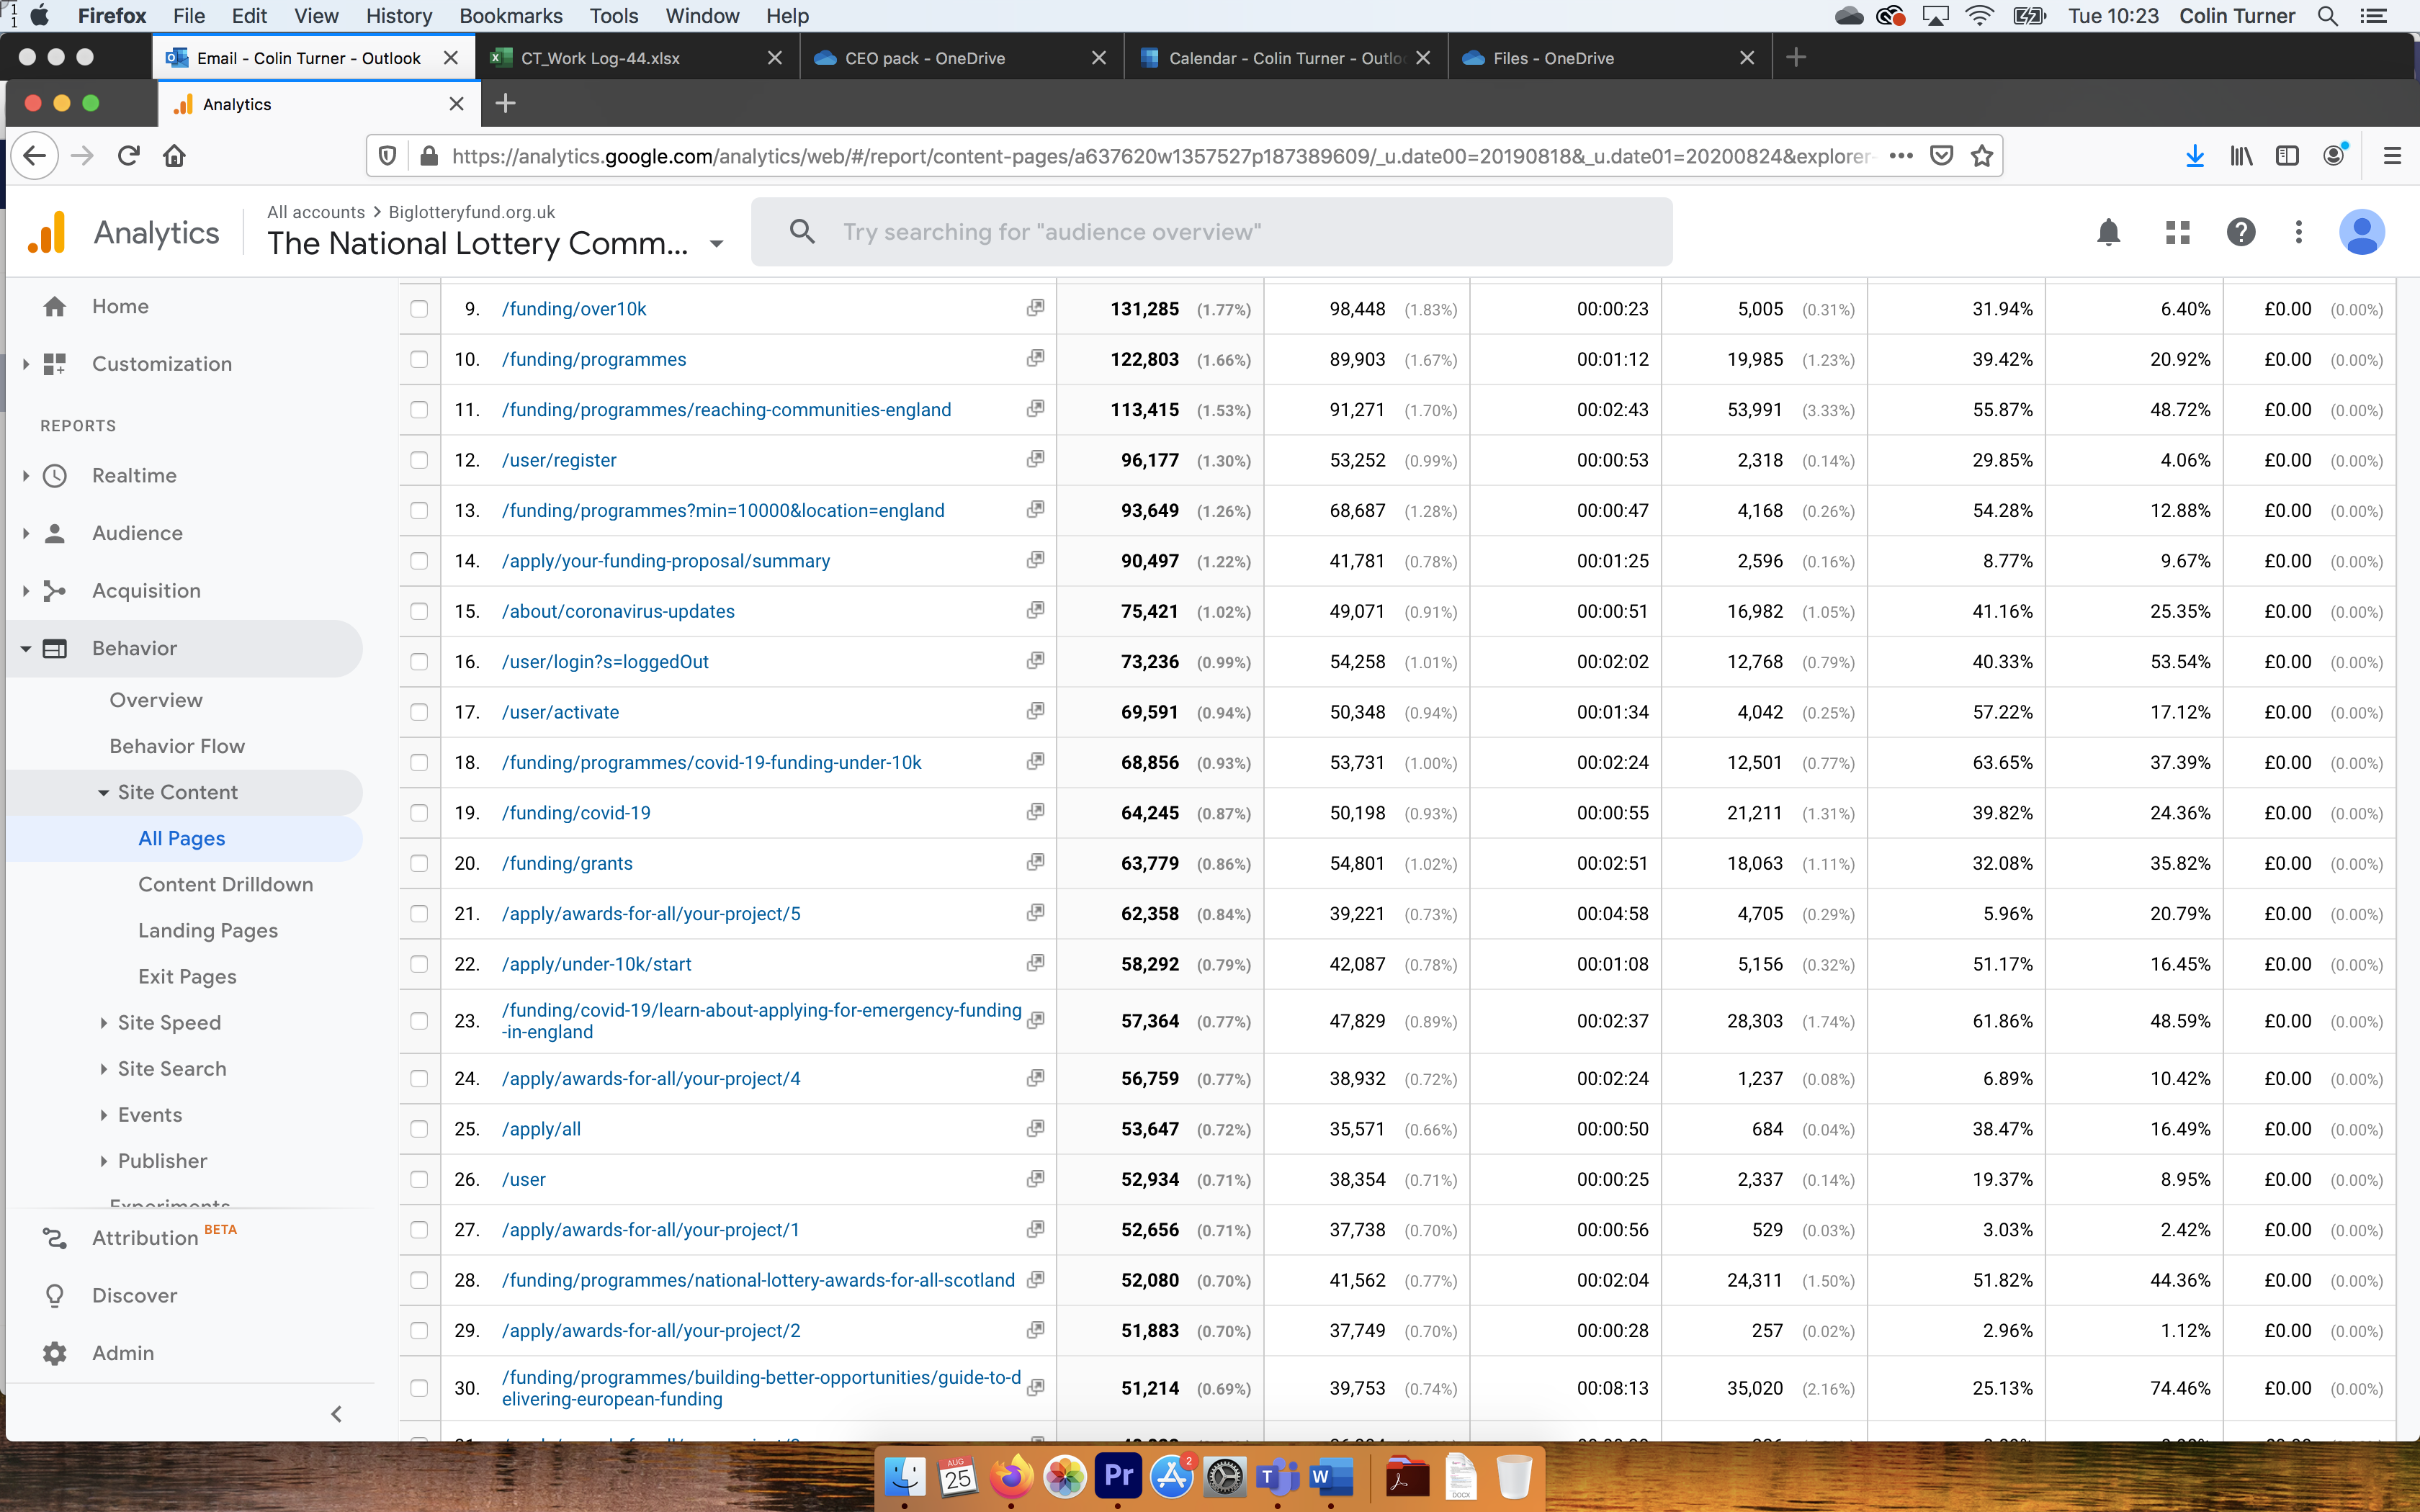 Firefox File Edit View History Bookmarks Tools Window Help Tue 10:23 Colin Turner
Email - Colin Turner - Outlook CT_Work Log-44.xlsx CEO pack - OneDrive Calendar - Colin Turner - Outlo Files - OneDrive
Analytics
https://analytics.google.com/analytics/web/#/report/content-pages/a637620w1357527p187389609/_u.date00=20190818&_u.date01=20200824&explorer-
Analytics
All accounts > Biglotteryfund.org.uk
The National Lottery Comm...
Try searching for "audience overview"
Home
Customization
REPORTS
Realtime
Audience
Acquisition
Behavior
Overview
Behavior Flow
Site Content
All Pages
Content Drilldown
Landing Pages
Exit Pages
Site Speed
Site Search
Events
Publisher
Experiments
Attribution BETA
Discover
Admin
9. /funding/over10k 131,285 (1.77%) 98,448 (1.83%) 00:00:23 5,005 (0.31%) 31.94% 6.40% £0.00 (0.00%)
10. /funding/programmes 122,803 (1.66%) 89,903 (1.67%) 00:01:12 19,985 (1.23%) 39.42% 20.92% £0.00 (0.00%)
11. /funding/programmes/reaching-communities-england 113,415 (1.53%) 91,271 (1.70%) 00:02:43 53,991 (3.33%) 55.87% 48.72% £0.00 (0.00%)
12. /user/register 96,177 (1.30%) 53,252 (0.99%) 00:00:53 2,318 (0.14%) 29.85% 4.06% £0.00 (0.00%)
13. /funding/programmes?min=10000&location=england 93,649 (1.26%) 68,687 (1.28%) 00:00:47 4,168 (0.26%) 54.28% 12.88% £0.00 (0.00%)
14. /apply/your-funding-proposal/summary 90,497 (1.22%) 41,781 (0.78%) 00:01:25 2,596 (0.16%) 8.77% 9.67% £0.00 (0.00%)
15. /about/coronavirus-updates 75,421 (1.02%) 49,071 (0.91%) 00:00:51 16,982 (1.05%) 41.16% 25.35% £0.00 (0.00%)
16. /user/login?s=loggedOut 73,236 (0.99%) 54,258 (1.01%) 00:02:02 12,768 (0.79%) 40.33% 53.54% £0.00 (0.00%)
17. /user/activate 69,591 (0.94%) 50,348 (0.94%) 00:01:34 4,042 (0.25%) 57.22% 17.12% £0.00 (0.00%)
18. /funding/programmes/covid-19-funding-under-10k 68,856 (0.93%) 53,731 (1.00%) 00:02:24 12,501 (0.77%) 63.65% 37.39% £0.00 (0.00%)
19. /funding/covid-19 64,245 (0.87%) 50,198 (0.93%) 00:00:55 21,211 (1.31%) 39.82% 24.36% £0.00 (0.00%)
20. /funding/grants 63,779 (0.86%) 54,801 (1.02%) 00:02:51 18,063 (1.11%) 32.08% 35.82% £0.00 (0.00%)
21. /apply/awards-for-all/your-project/5 62,358 (0.84%) 39,221 (0.73%) 00:04:58 4,705 (0.29%) 5.96% 20.79% £0.00 (0.00%)
22. /apply/under-10k/start 58,292 (0.79%) 42,087 (0.78%) 00:01:08 5,156 (0.32%) 51.17% 16.45% £0.00 (0.00%)
23. /funding/covid-19/learn-about-applying-for-emergency-funding
-in-england 57,364 (0.77%) 47,829 (0.89%) 00:02:37 28,303 (1.74%) 61.86% 48.59% £0.00 (0.00%)
24. /apply/awards-for-all/your-project/4 56,759 (0.77%) 38,932 (0.72%) 00:02:24 1,237 (0.08%) 6.89% 10.42% £0.00 (0.00%)
25. /apply/all 53,647 (0.72%) 35,571 (0.66%) 00:00:50 684 (0.04%) 38.47% 16.49% £0.00 (0.00%)
26. /user 52,934 (0.71%) 38,354 (0.71%) 00:00:25 2,337 (0.14%) 19.37% 8.95% £0.00 (0.00%)
27. /apply/awards-for-all/your-project/1 52,656 (0.71%) 37,738 (0.70%) 00:00:56 529 (0.03%) 3.03% 2.42% £0.00 (0.00%)
28. /funding/programmes/national-lottery-awards-for-all-scotland 52,080 (0.70%) 41,562 (0.77%) 00:02:04 24,311 (1.50%) 51.82% 44.36% £0.00 (0.00%)
29. /apply/awards-for-all/your-project/2 51,883 (0.70%) 37,749 (0.70%) 00:00:28 257 (0.02%) 2.96% 1.12% £0.00 (0.00%)
30. /funding/programmes/building-better-opportunities/guide-to-d
elivering-european-funding 51,214 (0.69%) 39,753 (0.74%) 00:08:13 35,020 (2.16%) 25.13% 74.46% £0.00 (0.00%)
AUG
25
Pr
2
T
W
DOCX